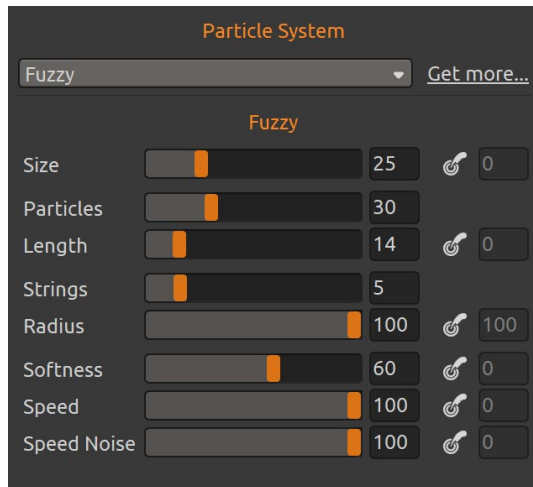 Particle System
Fuzzy Get more...
Fuzzy
Size 25 0
Particles 30
Length 14 0
Strings 5
Radius 100 100
Softness 60 0
Speed 100 0
Speed Noise 100 0